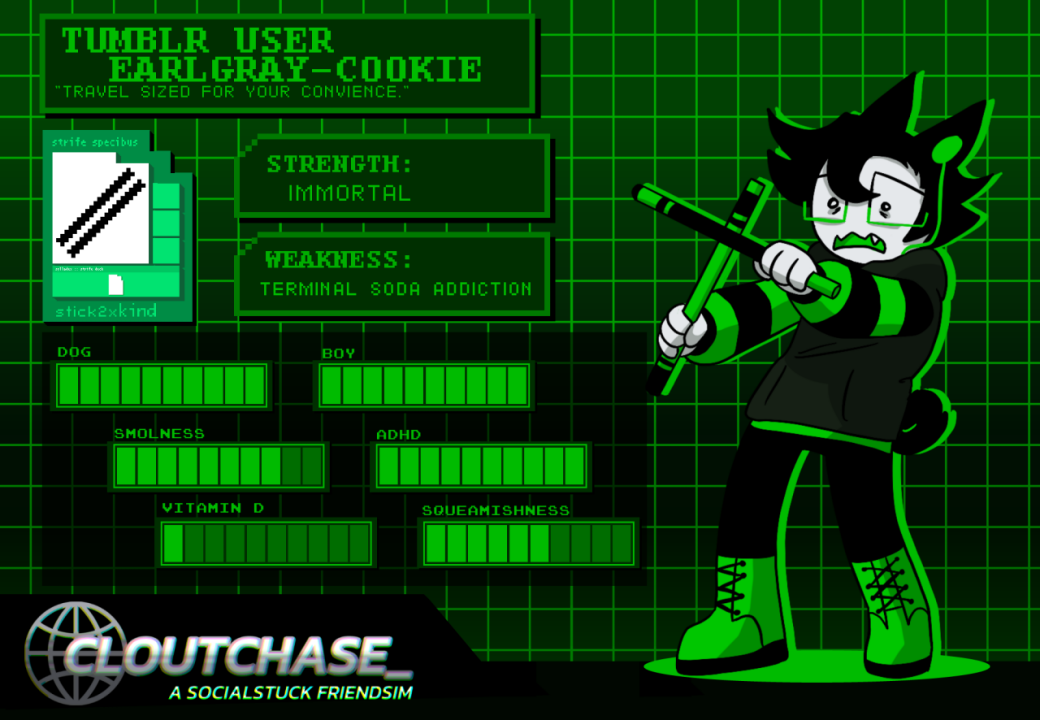 TUMBLR USER
EARLGRAY-COOKIE
"TRAVEL SIZED FOR YOUR CONVIENCE."
strife specibus
stick2xkind
STRENGTH:
IMMORTAL
WEAKNESS:
TERMINAL SODA ADDICTION
DOG
BOY
SMOLNESS
ADHD
VITAMIN D
SQUEAMISHNESS
CLOUTCHASE_
A SOCIALSTUCK FRIENDSIM